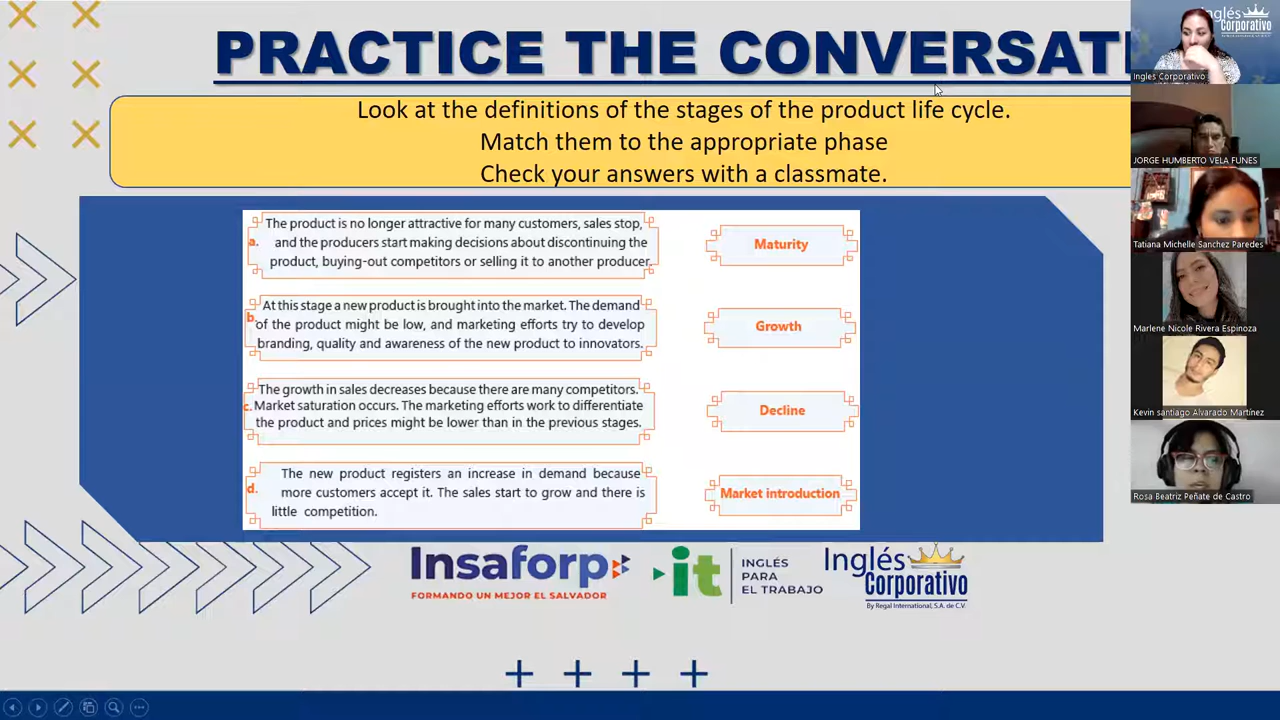 PRACTICE THE CONVERSATI
Look at the definitions of the stages of the product life cycle.
Match them to the appropriate phase
Check your answers with a classmate.
a. The product is no longer attractive for many customers, sales stop,
and the producers start making decisions about discontinuing the
product, buying-out competitors or selling it to another producer.
Maturity
b. At this stage a new product is brought into the market. The demand
of the product might be low, and marketing efforts try to develop
branding, quality and awareness of the new product to innovators.
Growth
c. The growth in sales decreases because there are many competitors.
Market saturation occurs. The marketing efforts work to differentiate
the product and prices might be lower than in the previous stages.
Decline
d. The new product registers an increase in demand because
more customers accept it. The sales start to grow and there is
little competition.
Market introduction
Insaforp
FORMANDO UN MEJOR EL SALVADOR
it
INGLÉS
PARA
EL TRABAJO
Inglés
Corporativo
By Regal International, S.A. de C.V.
Inglés
Corporativo
Ingles Corporativo
JORGE HUMBERTO VELA FUNES
Tatiana Michelle Sanchez Paredes
Marlene Nicole Rivera Espinoza
Kevin santiago Alvarado Martínez
Rosa Beatriz Peñate de Castro